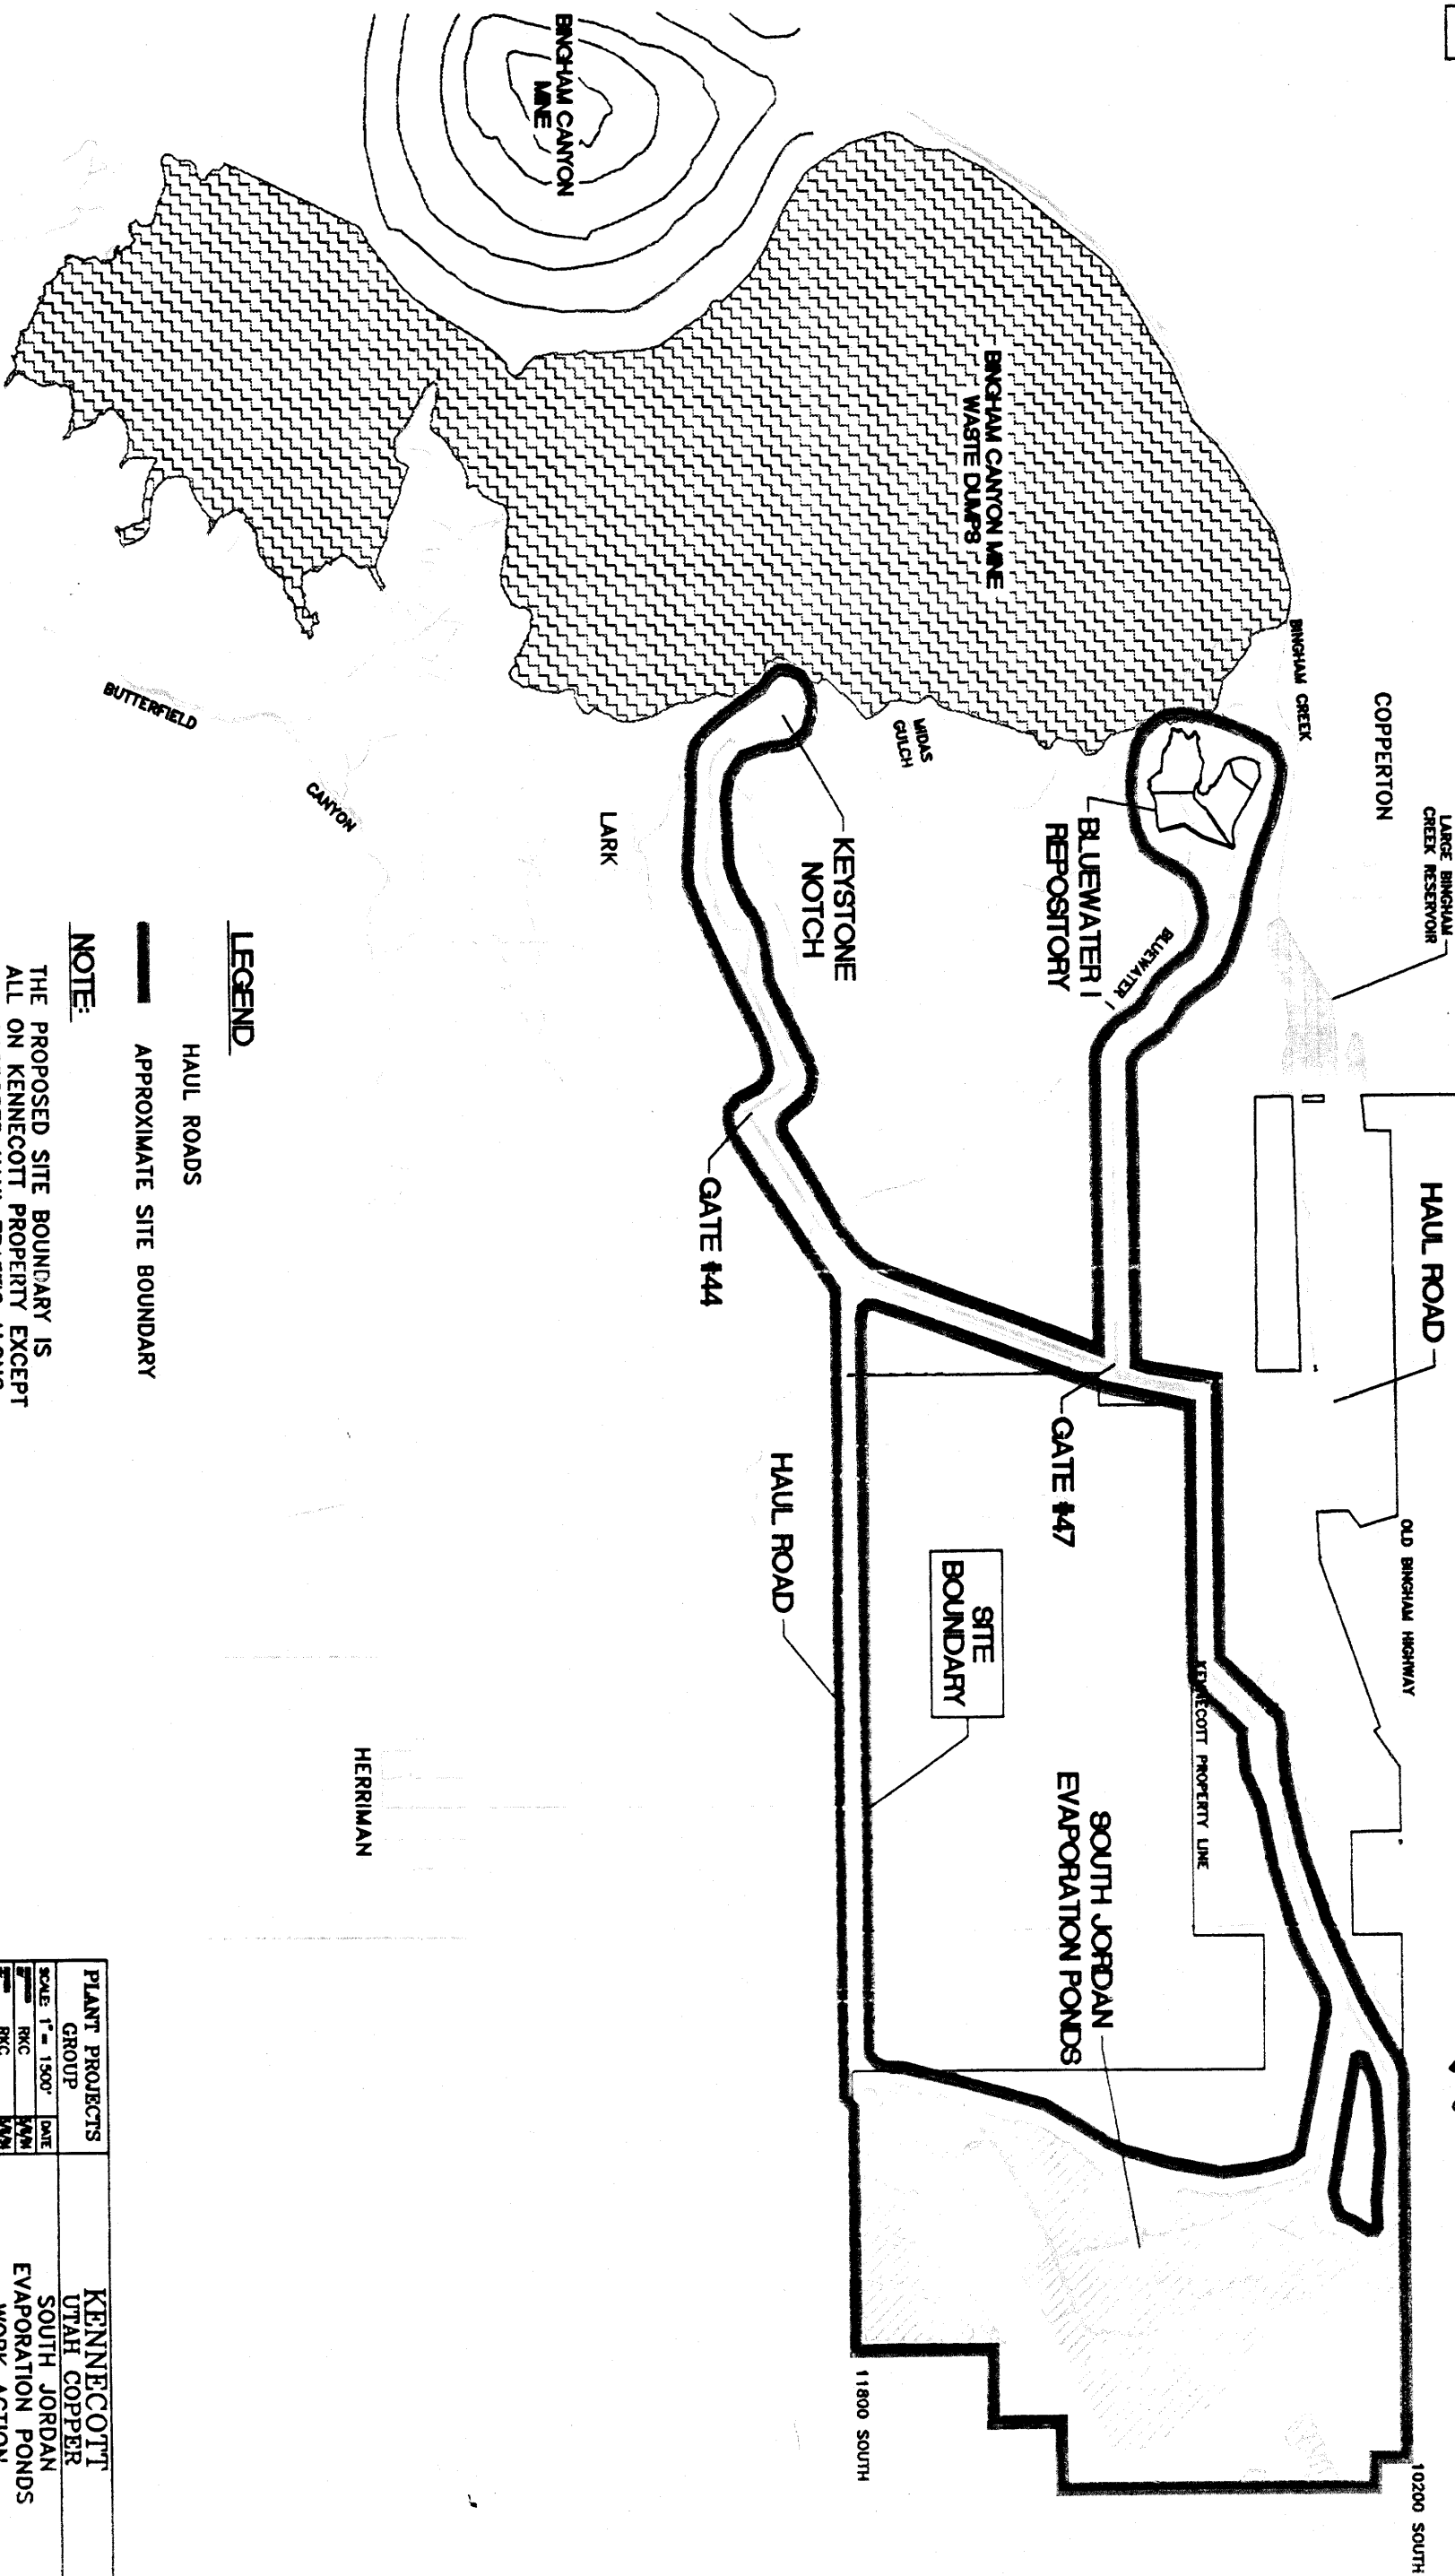 BINGHAM CANYON
MINE
BINGHAM CANYON MINE
WASTE DUMPS
BINGHAM CREEK
COPPERTON
LARGE BINGHAM
CREEK RESERVOIR
HAUL ROAD
OLD BINGHAM HIGHWAY
10200 SOUTH
MIDAS
GULCH
BLUEWATER I
REPOSITORY
BLUEWATER I
GATE #47
KENNECOTT PROPERTY LINE
SITE
BOUNDARY
SOUTH JORDAN
EVAPORATION PONDS
KEYSTONE
NOTCH
GATE #44
HAUL ROAD
11800 SOUTH
LARK
BUTTERFIELD
CANYON
HERRIMAN
LEGEND
HAUL ROADS
APPROXIMATE SITE BOUNDARY
NOTE:
THE PROPOSED SITE BOUNDARY IS
ALL ON KENNECOTT PROPERTY EXCEPT
PLANT PROJECTS
GROUP
SCALE: 1" = 1500'
DATE
RKC
RKC
KENNECOTT
UTAH COPPER
SOUTH JORDAN
EVAPORATION PONDS
WORK ACTION